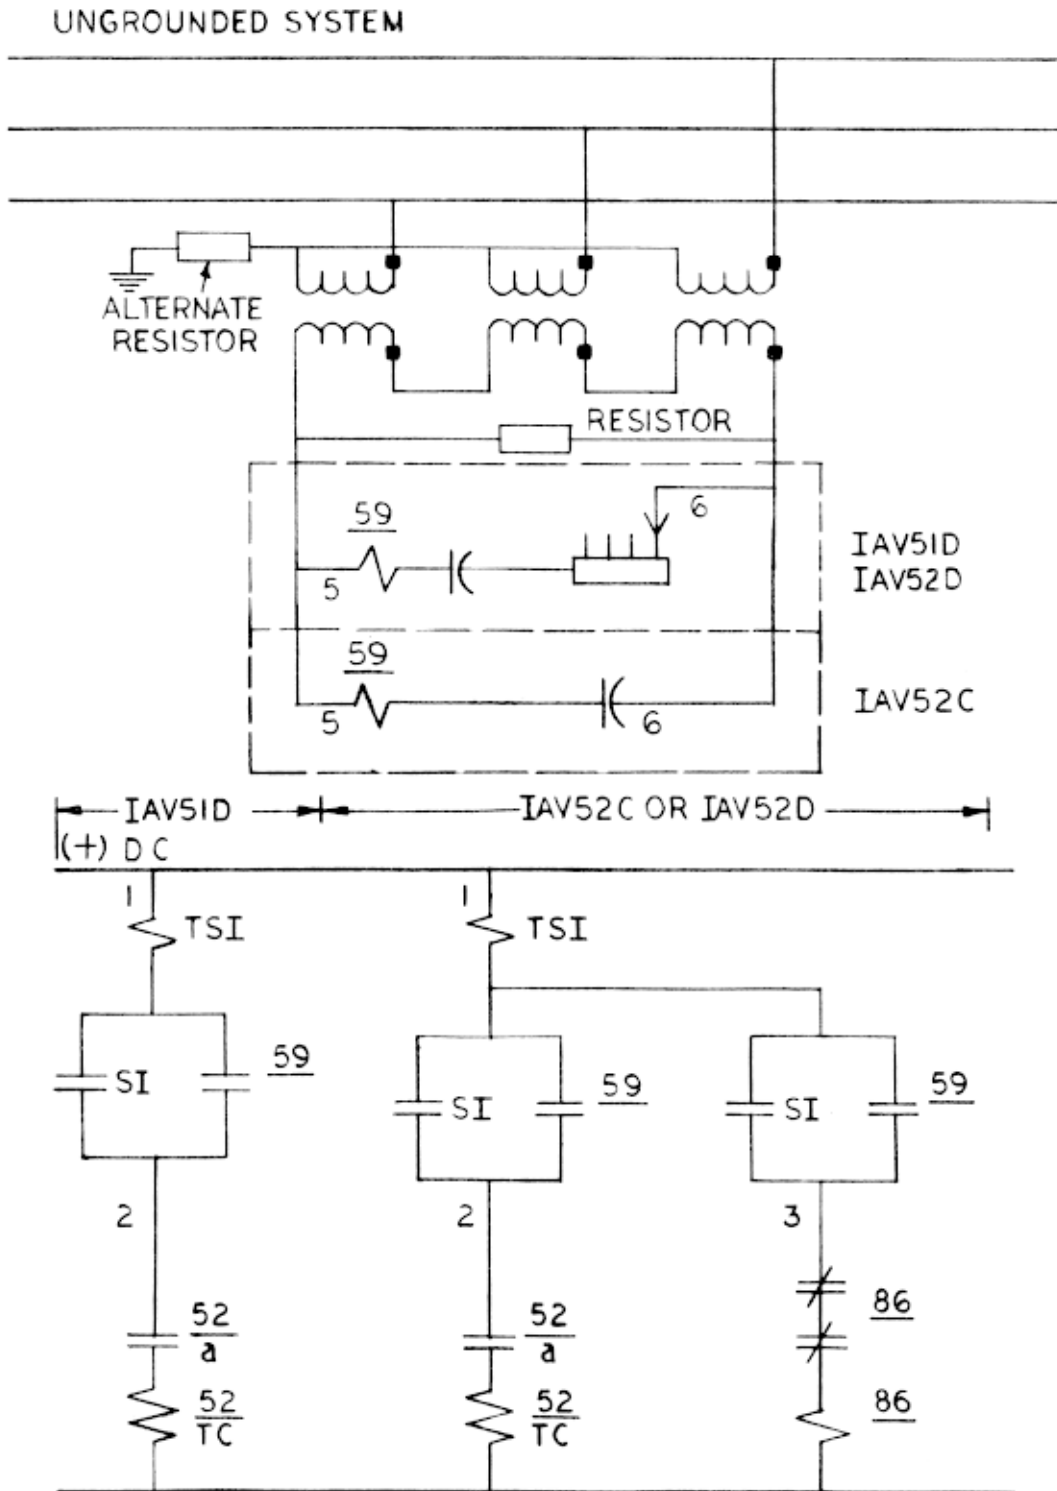 UNGROUNDED SYSTEM
ALTERNATE
RESISTOR
RESISTOR
6
59
5
IAV51D
IAV52D
59
5
6
IAV52C
IAV51D
IAV52C OR IAV52D
(+) DC
1
TSI
1
TSI
SI
59
SI
59
SI
59
2
2
3
52
a
52
a
86
52
TC
52
TC
86